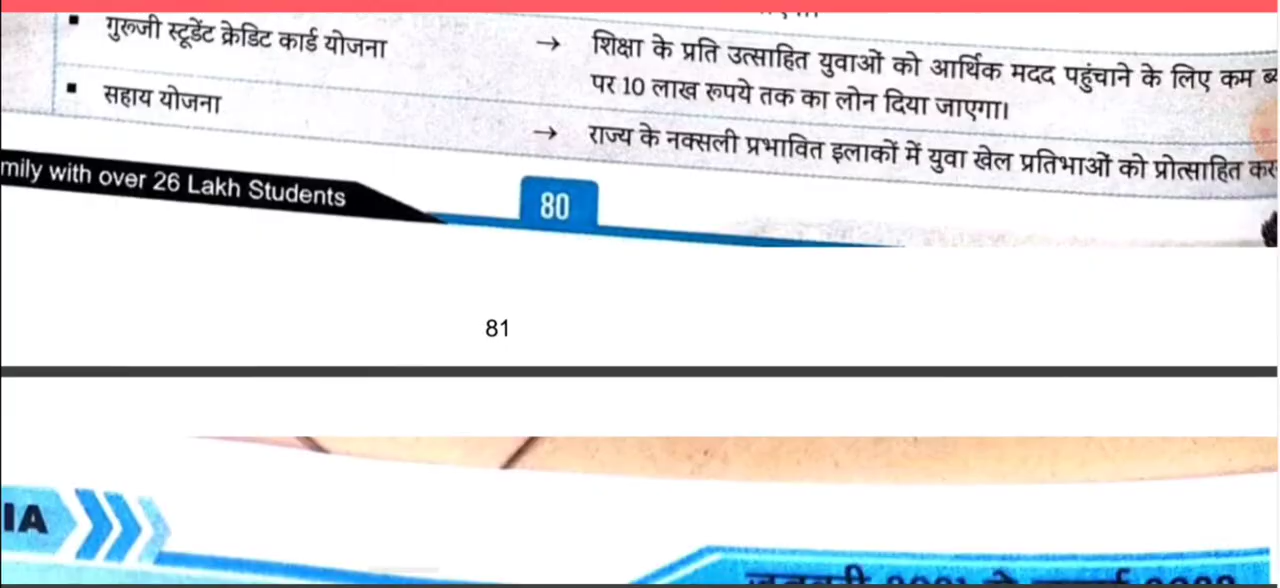 गुरूजी स्टूडेंट क्रेडिट कार्ड योजना
→ शिक्षा के प्रति उत्साहित युवाओं को आर्थिक मदद पहुंचाने के लिए कम
पर 10 लाख रूपये तक का लोन दिया जाएगा।
सहाय योजना
→ राज्य के नक्सली प्रभावित इलाकों में युवा खेल प्रतिभाओं को प्रोत्साहित
mily with over 26 Lakh Students
80
81
IA